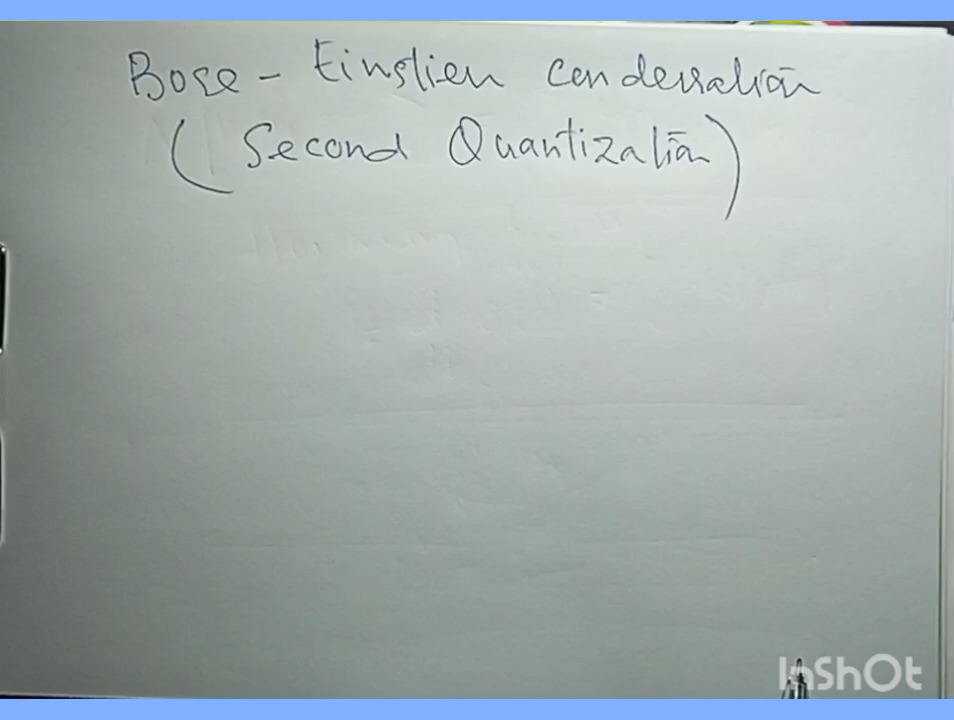 Bose - Einstien condensation
( Second Quantization )
InShOt